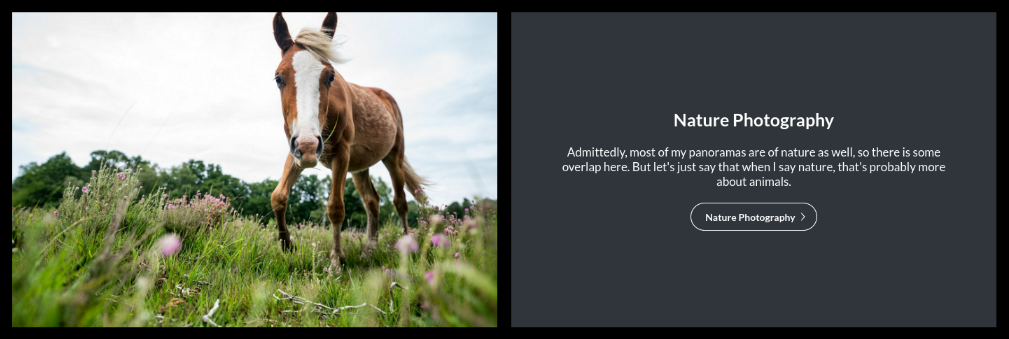 Nature Photography
Admittedly, most of my panoramas are of nature as well, so there is some
overlap here. But let's just say that when I say nature, that's probably more
about animals.
Nature Photography